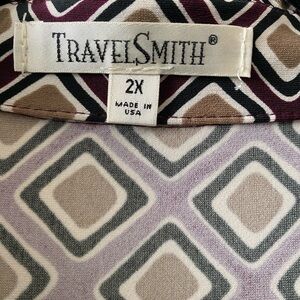 TRAVELSMITH®
2X
MADE IN
USA